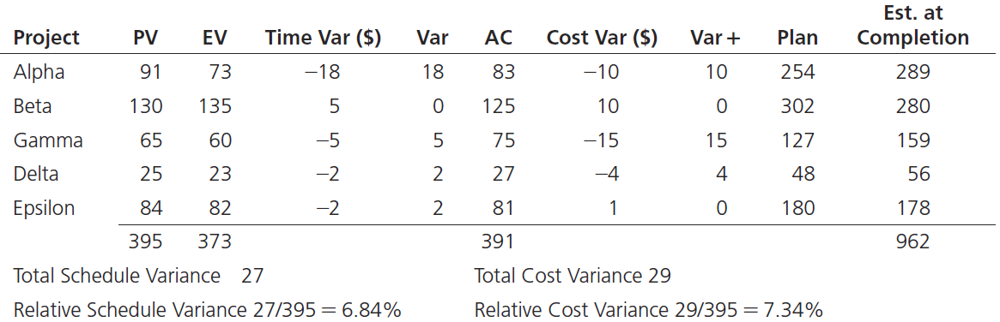 Est. at
Project PV EV Time Var ($) Var AC Cost Var ($) Var + Plan Completion
Alpha 91 73 −18 18 83 −10 10 254 289
Beta 130 135 5 0 125 10 0 302 280
Gamma 65 60 −5 5 75 −15 15 127 159
Delta 25 23 −2 2 27 −4 4 48 56
Epsilon 84 82 −2 2 81 1 0 180 178
395 373 391 962
Total Schedule Variance 27 Total Cost Variance 29
Relative Schedule Variance 27/395 = 6.84% Relative Cost Variance 29/395 = 7.34%